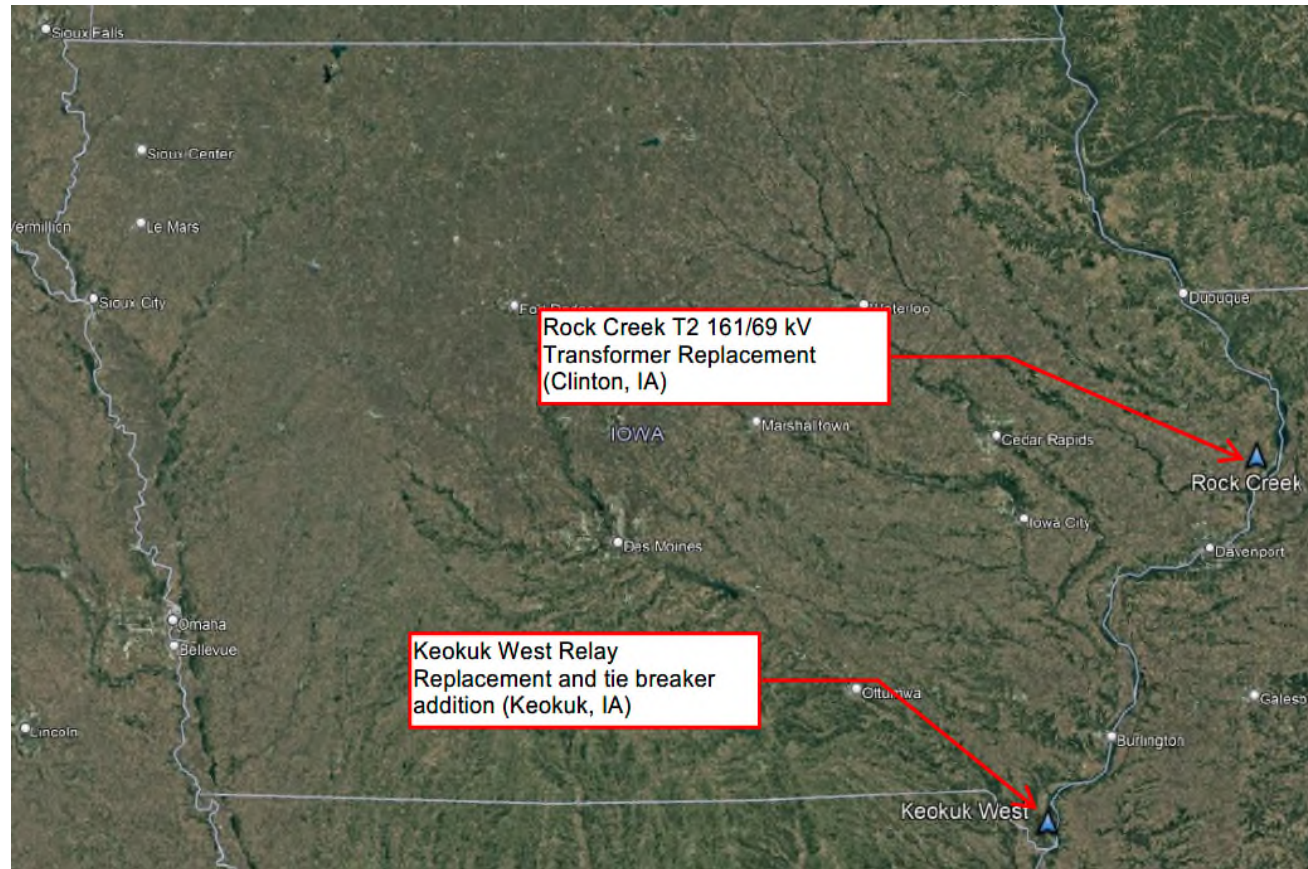 Sioux Falls
Sioux Center
Vermillion
Le Mars
Sioux City
Dubuque
Waterloo
Rock Creek T2 161/69 kV
Transformer Replacement
(Clinton, IA)
IOWA
Marshalltown
Cedar Rapids
Rock Creek
Iowa City
Des Moines
Davenport
Omaha
Bellevue
Keokuk West Relay
Replacement and tie breaker
addition (Keokuk, IA)
Ottumwa
Galesb
Lincoln
Burlington
Keokuk West